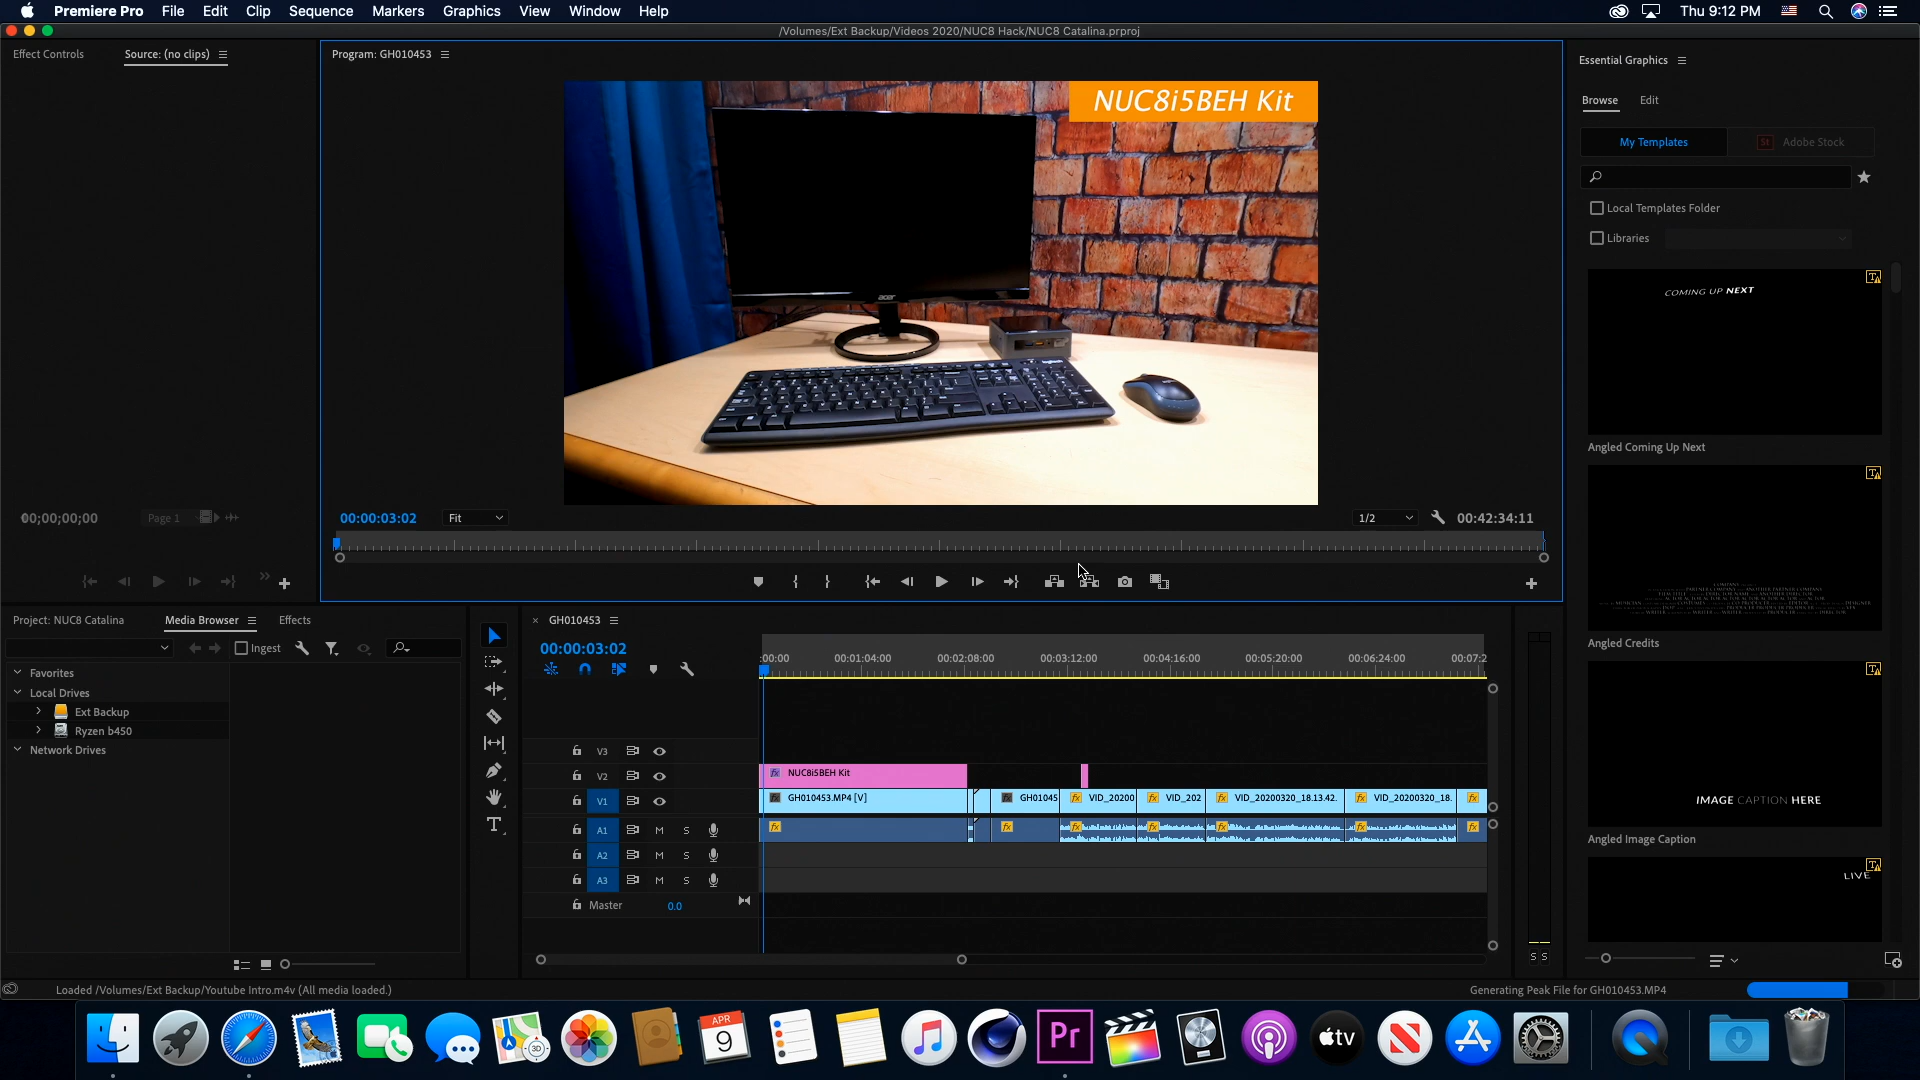 Premiere Pro File Edit Clip Sequence Markers Graphics View Window Help
Thu 9:12 PM
/Volumes/Ext Backup/Videos 2020/NUC8 Hack/NUC8 Catalina.prproj
Effect Controls
Source: (no clips)
Program: GH010453
Essential Graphics
Browse
Edit
My Templates
St Adobe Stock
Local Templates Folder
Libraries
NUC8i5BEH Kit
acer
COMING UP NEXT
Angled Coming Up Next
Angled Credits
IMAGE CAPTION HERE
Angled Image Caption
LIVE
00;00;00;00
Page 1
00:00:03:02
Fit
1/2
00:42:34:11
Project: NUC8 Catalina
Media Browser
Effects
Ingest
Favorites
Local Drives
Ext Backup
Ryzen b450
Network Drives
GH010453
00:00:03:02
:00:00 00:01:04:00 00:02:08:00 00:03:12:00 00:04:16:00 00:05:20:00 00:06:24:00 00:07:2
V3
V2
NUC8i5BEH Kit
V1
GH010453.MP4 [V]
GH01045
VID_20200
VID_202
VID_20200320_18.13.42.
VID_20200320_18.
A1 M S
A2 M S
A3 M S
Master 0.0
S S
Loaded /Volumes/Ext Backup/Youtube Intro.m4v (All media loaded.)
Generating Peak File for GH010453.MP4
3D
APR
9
Pr
tv